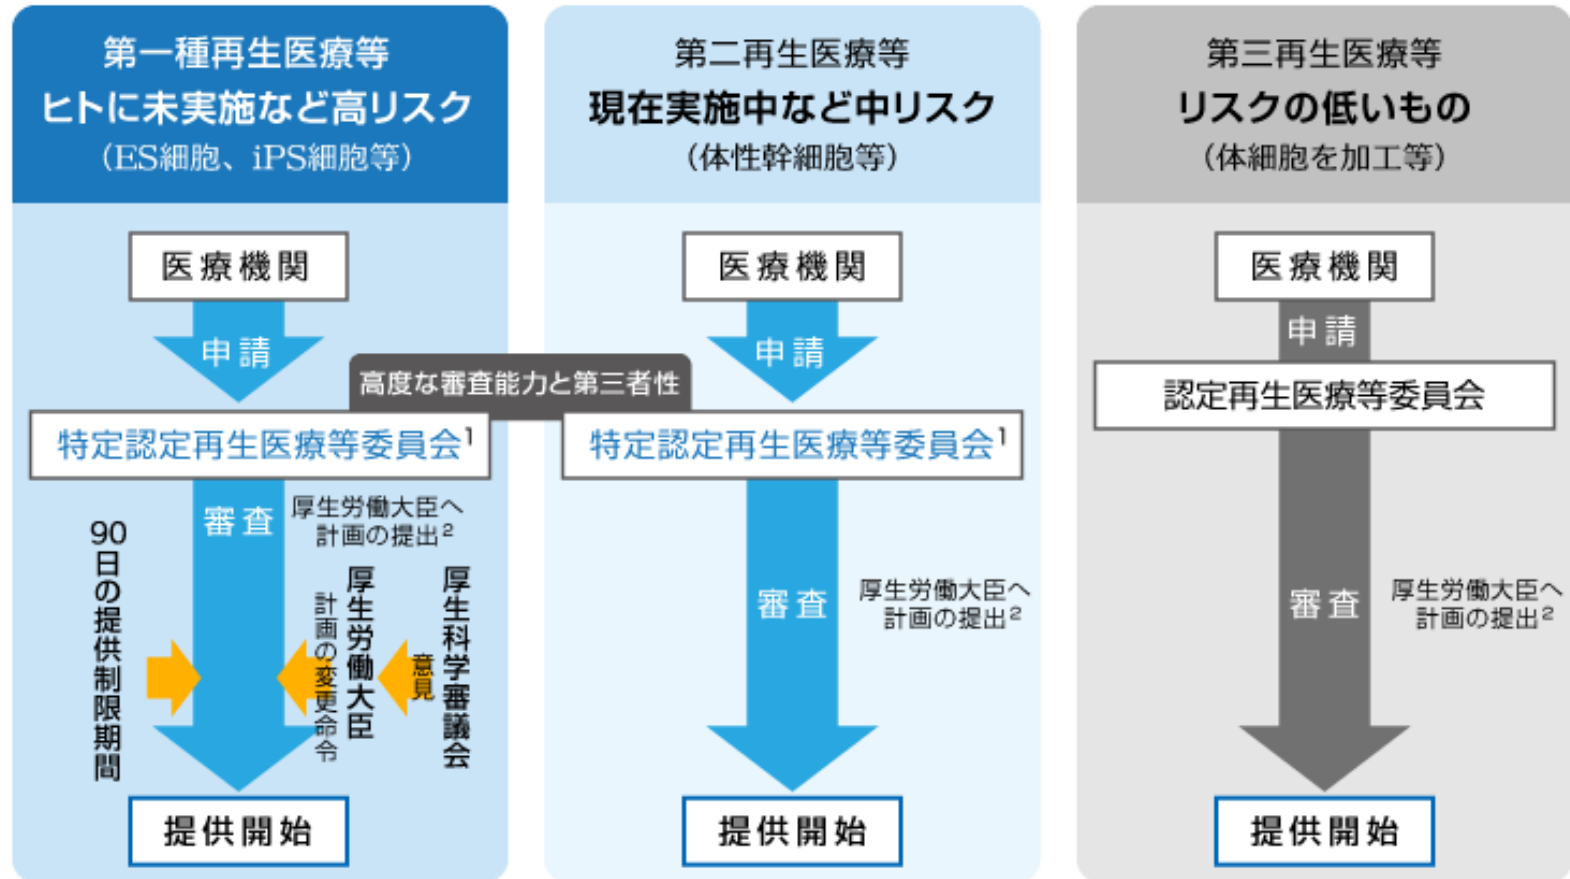 第一種再生医療等
ヒトに未実施など高リスク
（ES細胞、iPS細胞等）
医療機関
申請
特定認定再生医療等委員会1
審査
厚生労働大臣へ
計画の提出2
90日の提供制限期間
計画の変更命令
厚生労働大臣
意見
厚生科学審議会
提供開始
高度な審査能力と第三者性
第二再生医療等
現在実施中など中リスク
（体性幹細胞等）
医療機関
申請
特定認定再生医療等委員会1
審査
厚生労働大臣へ
計画の提出2
提供開始
第三再生医療等
リスクの低いもの
（体細胞を加工等）
医療機関
申請
認定再生医療等委員会
審査
厚生労働大臣へ
計画の提出2
提供開始